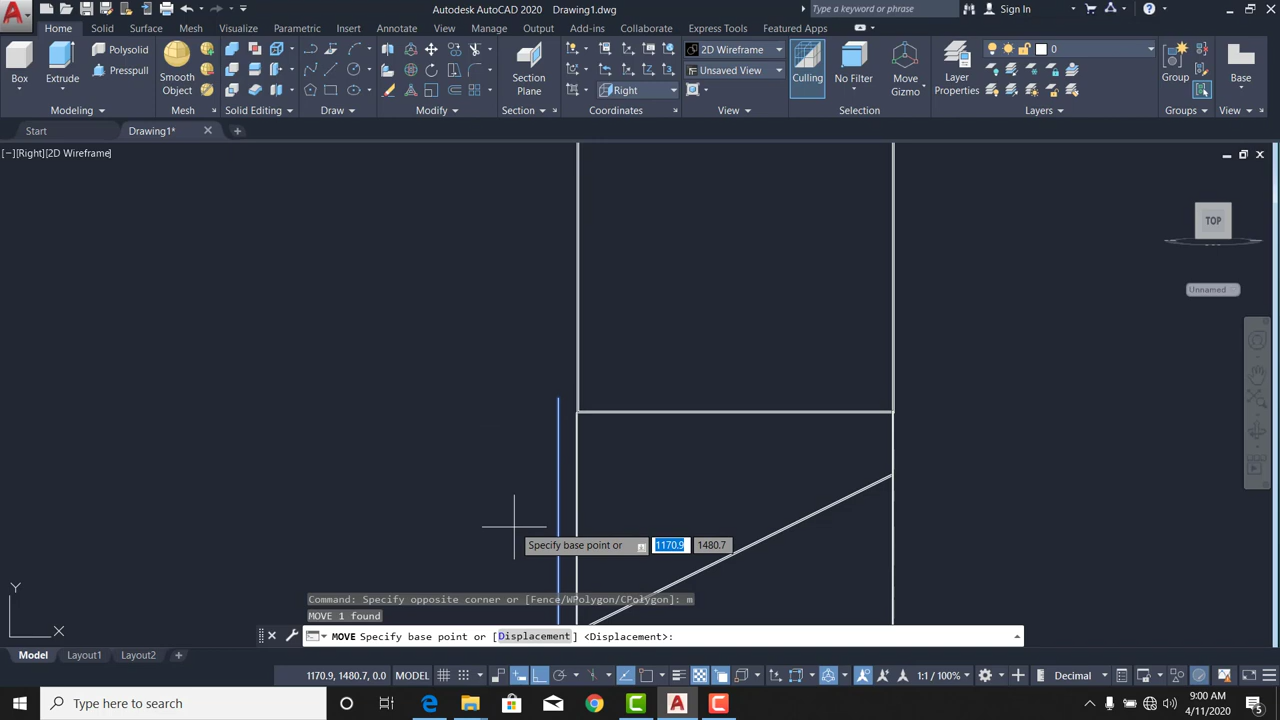 Autodesk AutoCAD 2020 Drawing1.dwg
Type a keyword or phrase
Sign In
Home Solid Surface Mesh Visualize Parametric Insert Annotate View Manage Output Add-ins Collaborate Express Tools Featured Apps
Box
Extrude
Polysolid
Presspull
Smooth
Object
Section
Plane
2D Wireframe
Unsaved View
Right
Culling
No Filter
Move
Gizmo
Layer
Properties
0
Group
Base
Modeling Mesh Solid Editing Draw Modify Section Coordinates View Selection Layers Groups View
Start Drawing1*
[−][Right][2D Wireframe]
TOP
Unnamed
Specify base point or 1170.9 1480.7
Y
X
Command: Specify opposite corner or [Fence/WPolygon/CPolygon]: m
MOVE 1 found
MOVE Specify base point or [Displacement] <Displacement>:
Model Layout1 Layout2
1170.9, 1480.7, 0.0 MODEL 1:1 / 100% Decimal
Type here to search
9:00 AM
4/11/2020